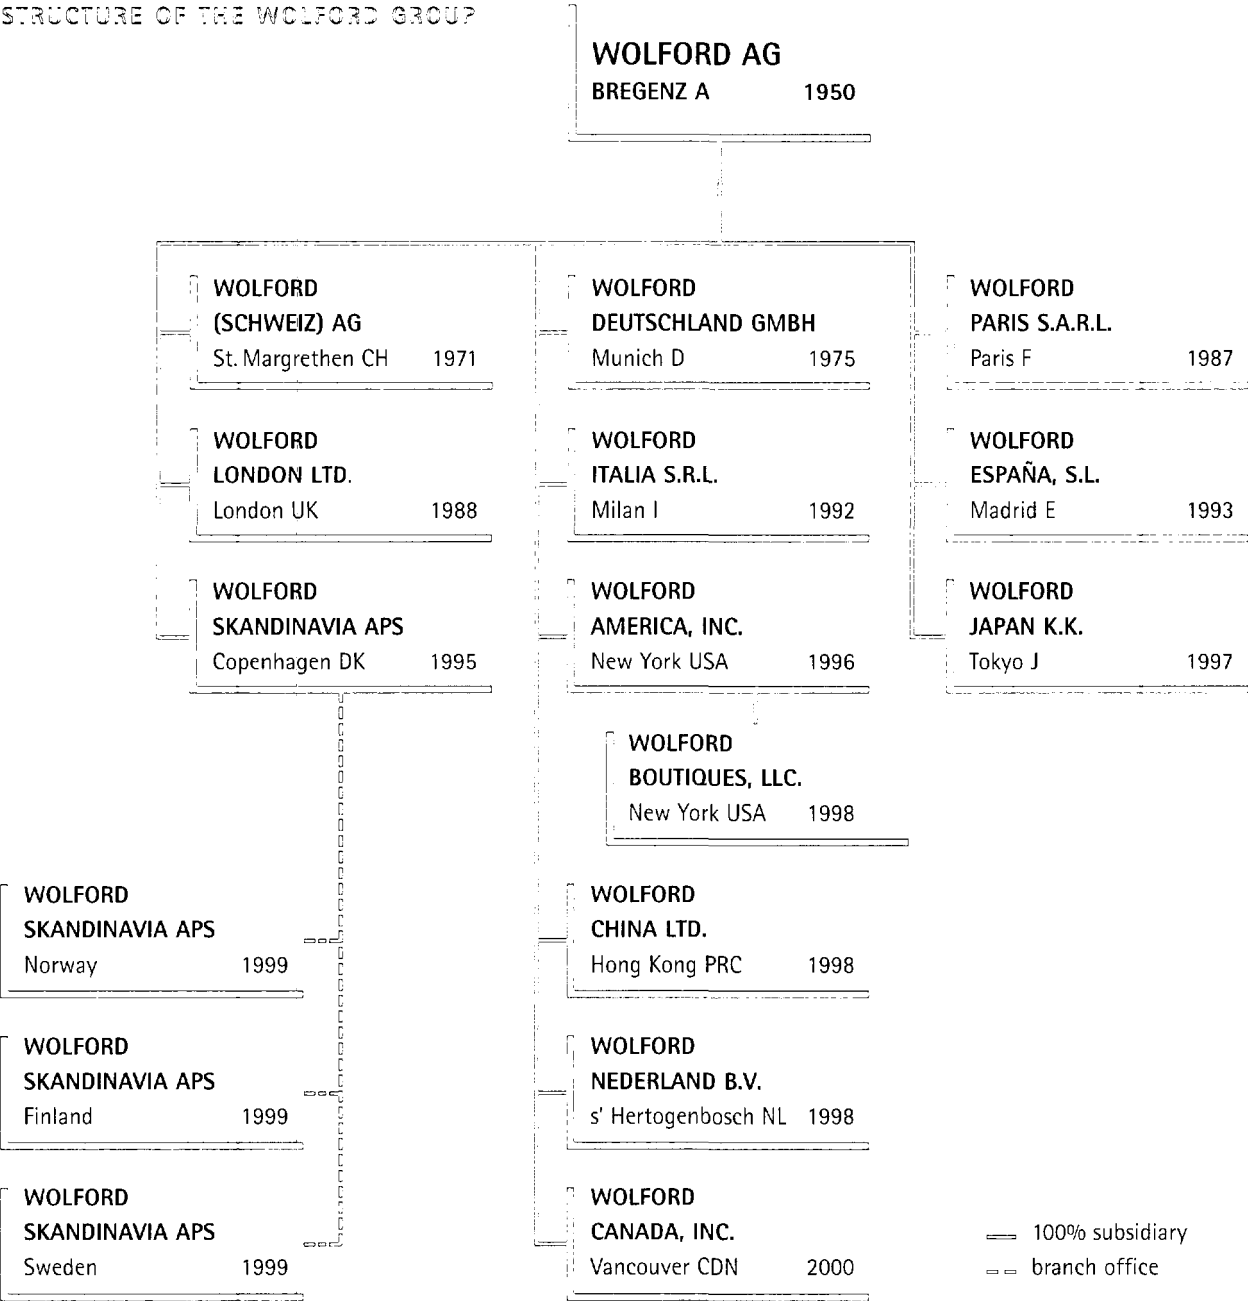 STRUCTURE OF THE WOLFORD GROUP
WOLFORD AG
BREGENZ A 1950
WOLFORD
(SCHWEIZ) AG
St. Margrethen CH 1971
WOLFORD
DEUTSCHLAND GMBH
Munich D 1975
WOLFORD
PARIS S.A.R.L.
Paris F 1987
WOLFORD
LONDON LTD.
London UK 1988
WOLFORD
ITALIA S.R.L.
Milan I 1992
WOLFORD
ESPAÑA, S.L.
Madrid E 1993
WOLFORD
SKANDINAVIA APS
Copenhagen DK 1995
WOLFORD
AMERICA, INC.
New York USA 1996
WOLFORD
JAPAN K.K.
Tokyo J 1997
WOLFORD
BOUTIQUES, LLC.
New York USA 1998
WOLFORD
SKANDINAVIA APS
Norway 1999
WOLFORD
CHINA LTD.
Hong Kong PRC 1998
WOLFORD
SKANDINAVIA APS
Finland 1999
WOLFORD
NEDERLAND B.V.
s' Hertogenbosch NL 1998
WOLFORD
SKANDINAVIA APS
Sweden 1999
WOLFORD
CANADA, INC.
Vancouver CDN 2000
100% subsidiary
branch office